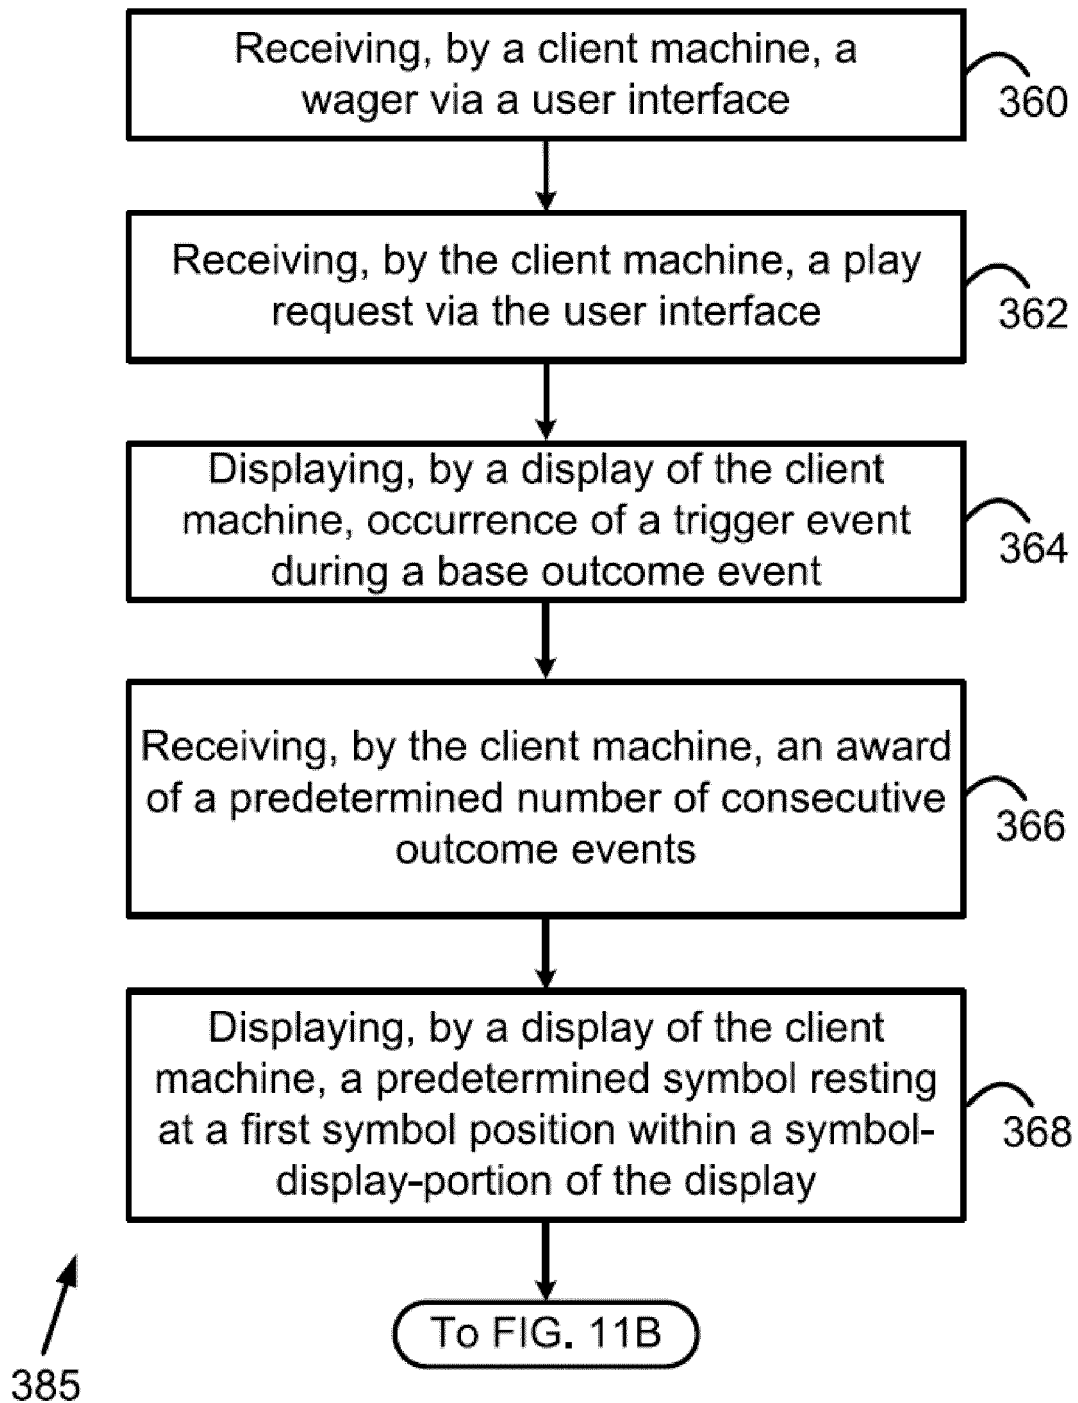 Receiving, by a client machine, a
wager via a user interface
360
Receiving, by the client machine, a play
request via the user interface
362
Displaying, by a display of the client
machine, occurrence of a trigger event
during a base outcome event
364
Receiving, by the client machine, an award
of a predetermined number of consecutive
outcome events
366
Displaying, by a display of the client
machine, a predetermined symbol resting
at a first symbol position within a symbol-
display-portion of the display
368
To FIG. 11B
385